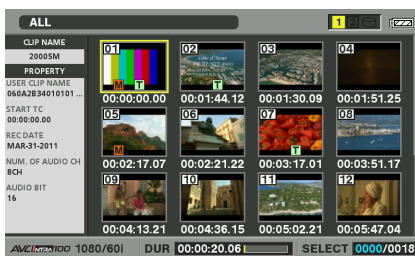 ALL
1 2
CLIP NAME
20005M
PROPERTY
USER CLIP NAME
060A2B34010101 ...
START TC
00:00:00.00
REC DATE
MAR-31-2011
NUM. OF AUDIO CH
8CH
AUDIO BIT
16
01 02 03 04
M T T
00:00:00.00 00:01:44.12 00:01:30.09 00:01:51.25
05 06 07 08
M T
00:02:17.07 00:02:21.22 00:03:17.01 00:03:51.17
09 10 11 12
00:04:13.21 00:04:36.15 00:05:02.21 00:05:47.04
AVC INTRA 100 1080/60i DUR 00:00:20.06 SELECT 0000/0018